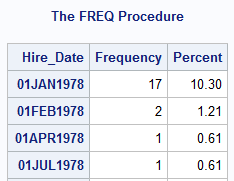 The FREQ Procedure
Hire_Date Frequency Percent
01JAN1978 17 10.30
01FEB1978 2 1.21
01APR1978 1 0.61
01JUL1978 1 0.61